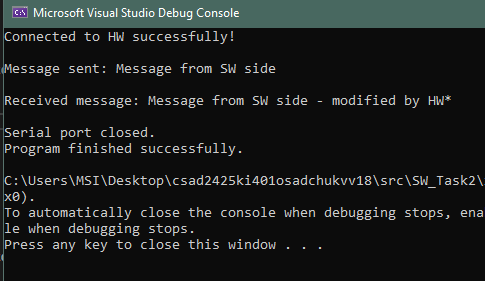 Microsoft Visual Studio Debug Console
Connected to HW successfully!
Message sent: Message from SW side
Received message: Message from SW side - modified by HW*
Serial port closed.
Program finished successfully.
C:\Users\MSI\Desktop\csad2425ki401osadchukvv18\src\SW_Task2\
x0).
To automatically close the console when debugging stops, ena
le when debugging stops.
Press any key to close this window . . .